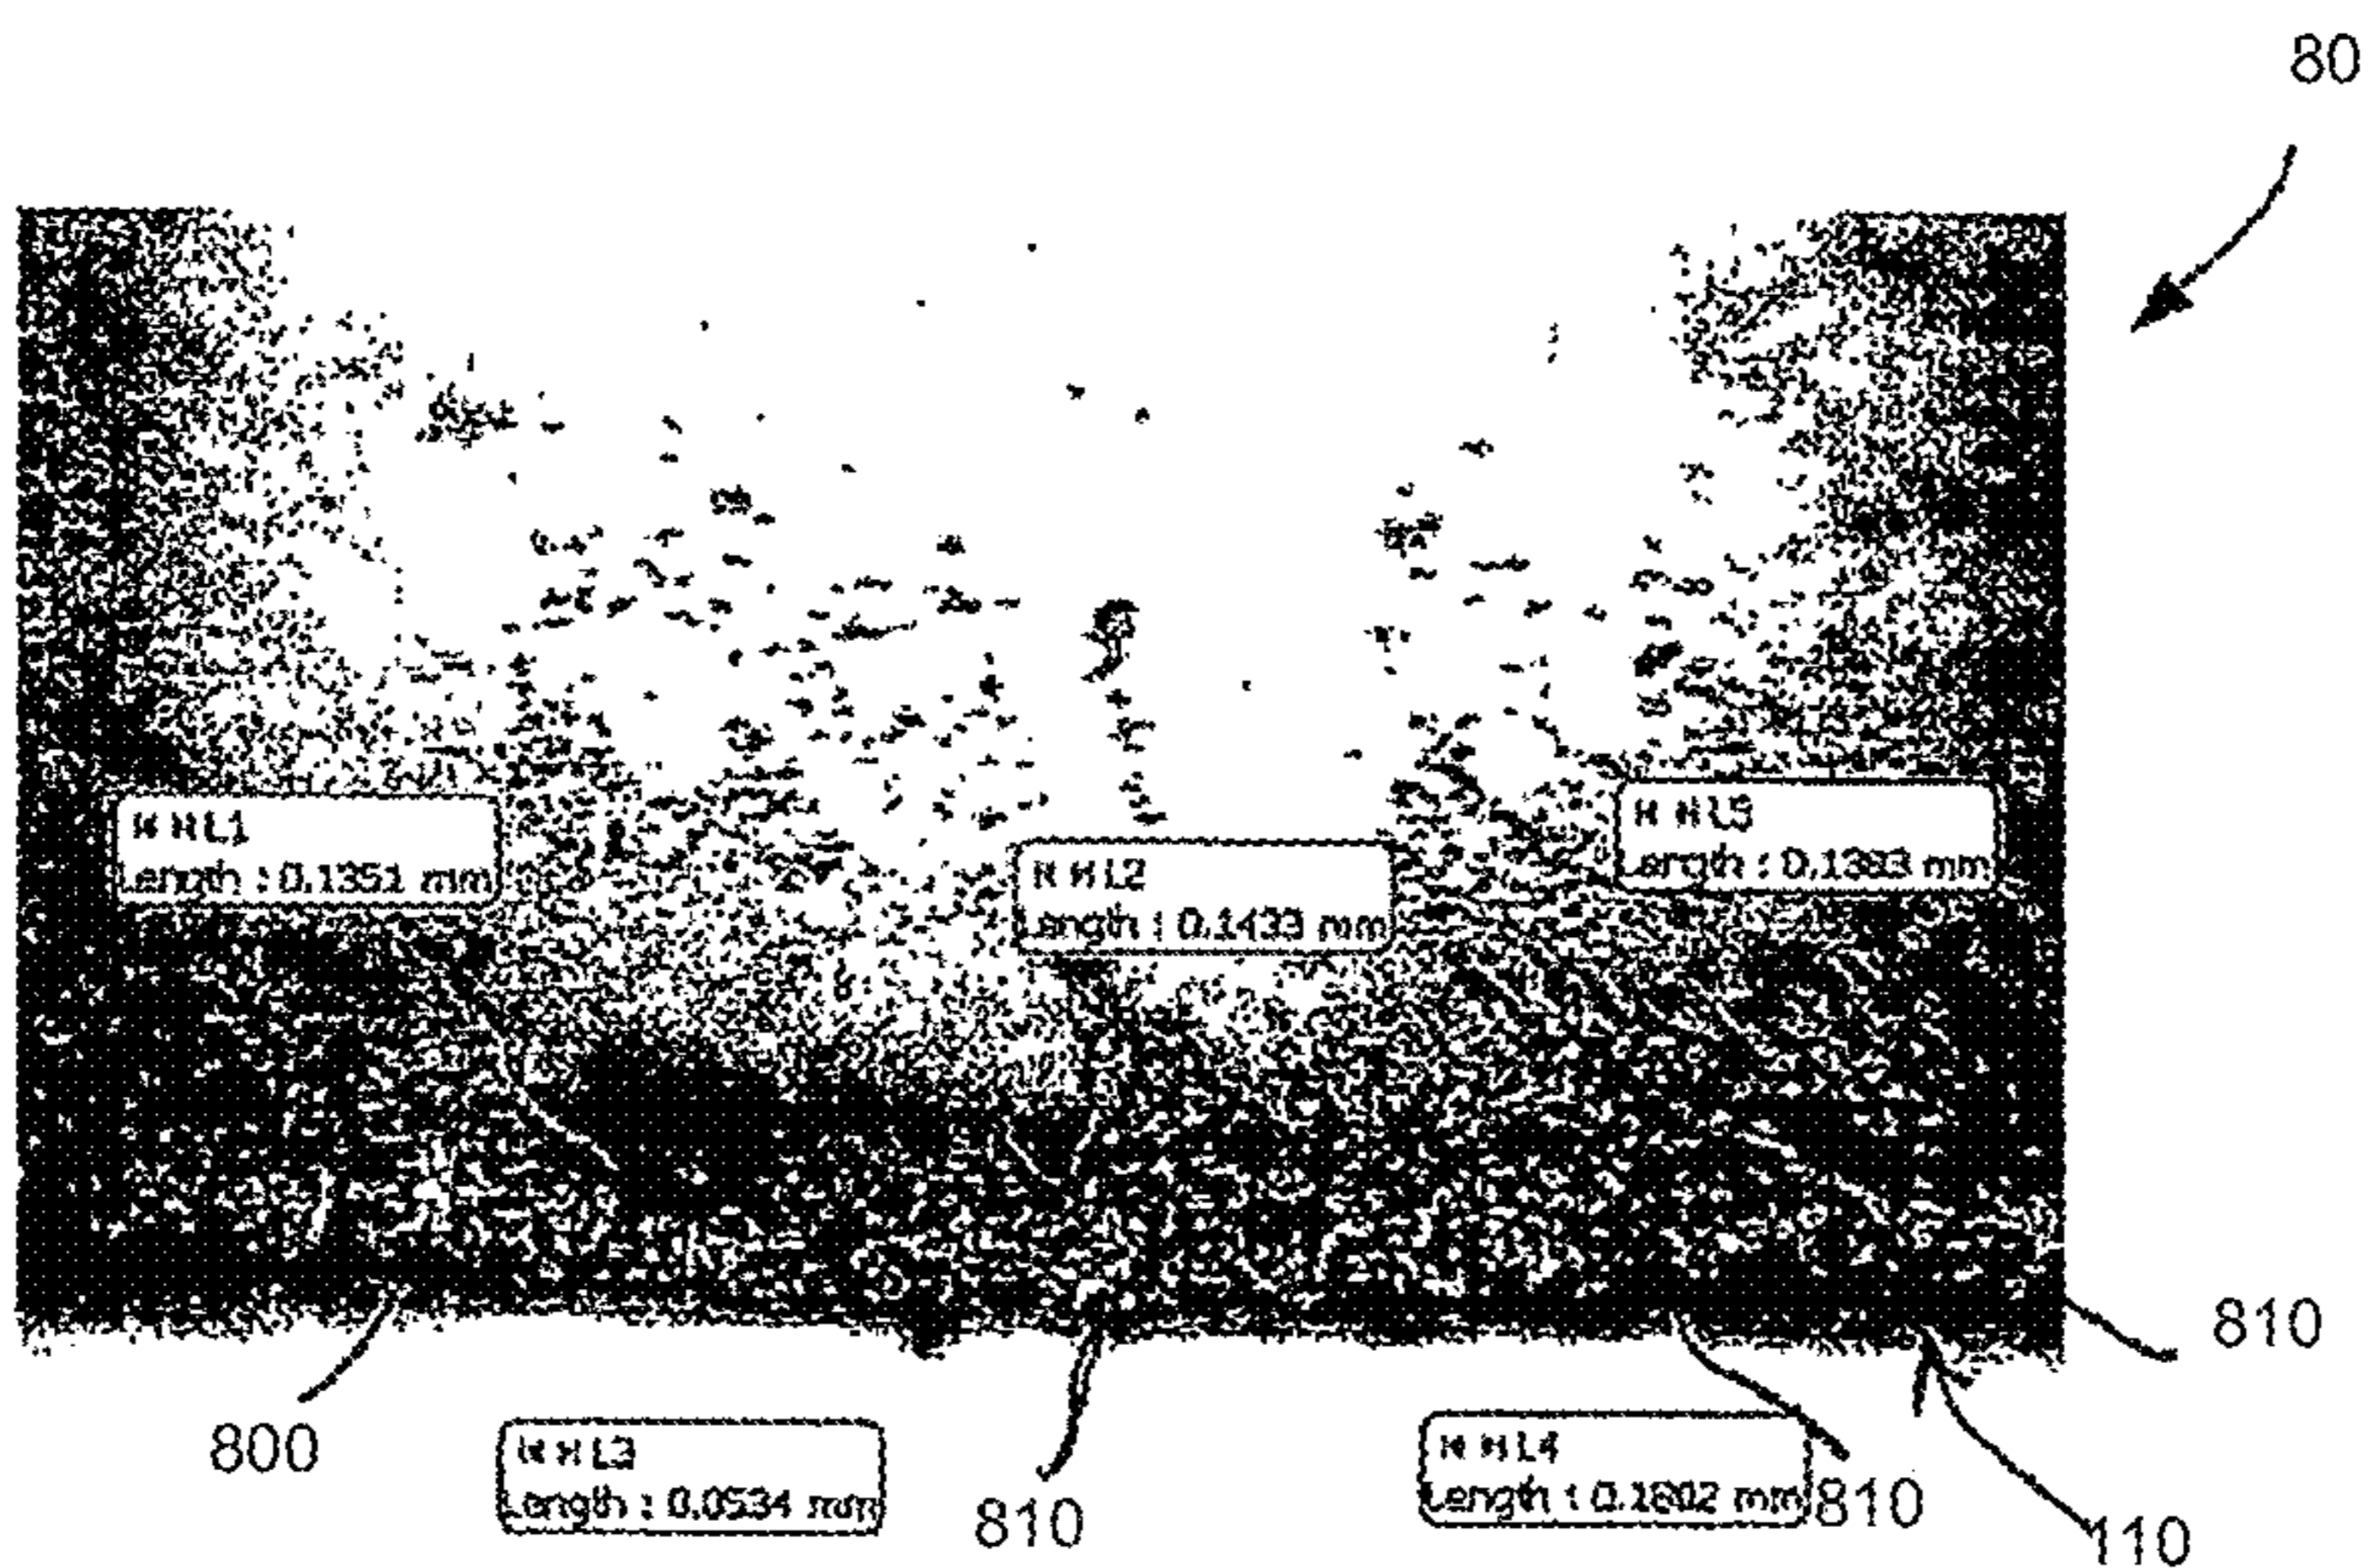 80
L1
Length : 0.1351 mm
L2
Length : 0.1433 mm
L5
Length : 0.1383 mm
810
800
L3
Length : 0.0534 mm
810
L4
Length : 0.1802 mm
810
110